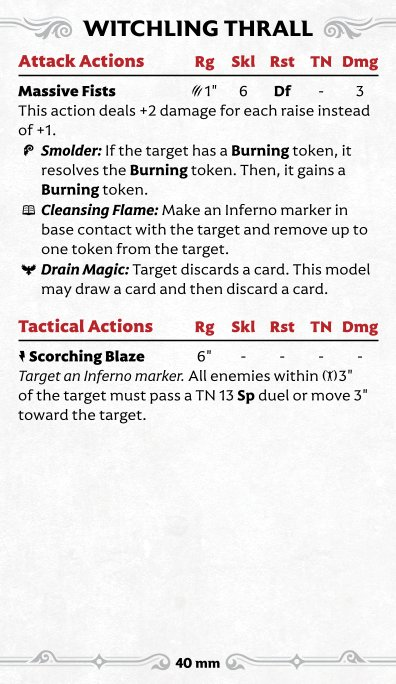 WITCHLING THRALL
Attack Actions Rg Skl Rst TN Dmg
Massive Fists 1" 6 Df - 3
This action deals +2 damage for each raise instead
of +1.
Smolder: If the target has a Burning token, it
resolves the Burning token. Then, it gains a
Burning token.
Cleansing Flame: Make an Inferno marker in
base contact with the target and remove up to
one token from the target.
Drain Magic: Target discards a card. This model
may draw a card and then discard a card.
Tactical Actions Rg Skl Rst TN Dmg
Scorching Blaze 6" - - - -
Target an Inferno marker. All enemies within 3"
of the target must pass a TN 13 Sp duel or move 3"
toward the target.
40 mm